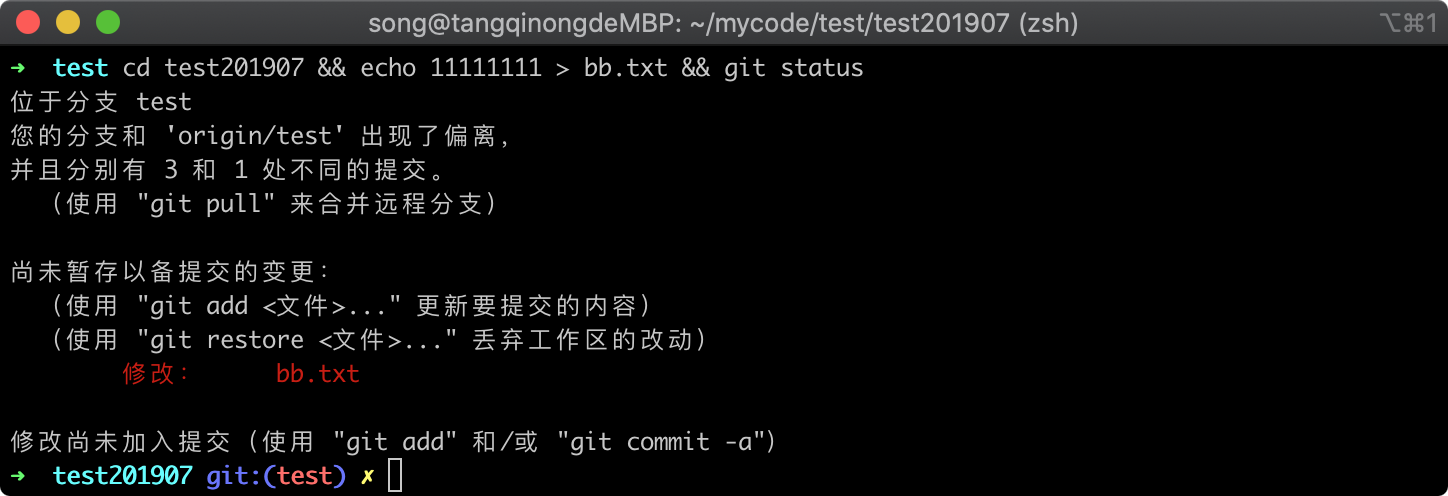 song@tangqinongdeMBP: ~/mycode/test/test201907 (zsh)
⌥⌘1
➜ test cd test201907 && echo 11111111 > bb.txt && git status
位于分支 test
您的分支和 'origin/test' 出现了偏离，
并且分别有 3 和 1 处不同的提交。
（使用 "git pull" 来合并远程分支）
尚未暂存以备提交的变更：
（使用 "git add <文件>..." 更新要提交的内容）
（使用 "git restore <文件>..." 丢弃工作区的改动）
修改： bb.txt
修改尚未加入提交（使用 "git add" 和/或 "git commit -a"）
➜ test201907 git:(test) ✗